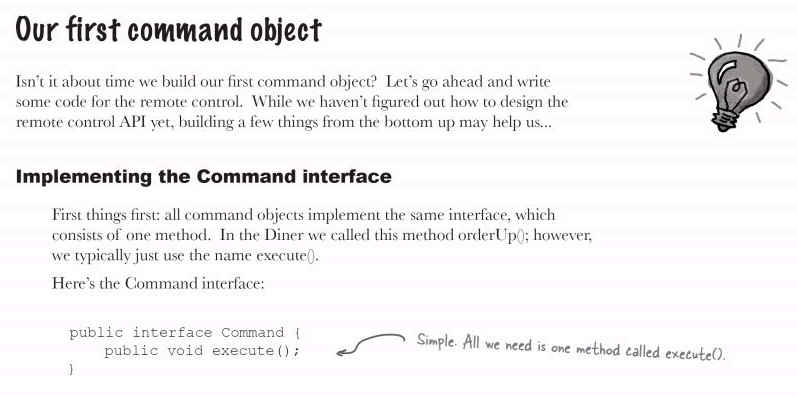 Our first command object
Isn't it about time we build our first command object?  Let's go ahead and write
some code for the remote control.  While we haven't figured out how to design the
remote control API yet, building a few things from the bottom up may help us...
Implementing the Command interface
First things first: all command objects implement the same interface, which
consists of one method.  In the Diner we called this method orderUp(); however,
we typically just use the name execute().
Here's the Command interface:
public interface Command {
    public void execute();
}
Simple. All we need is one method called execute().